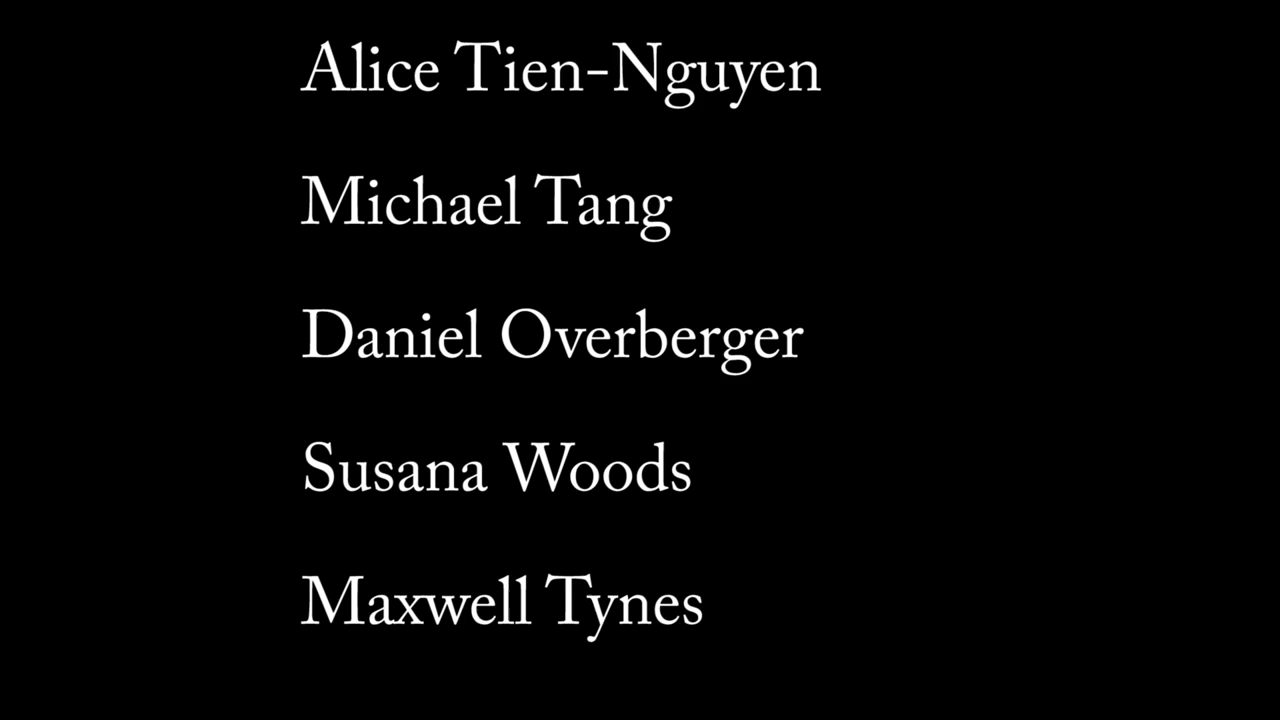 Alice Tien-Nguyen
Michael Tang
Daniel Overberger
Susana Woods
Maxwell Tynes